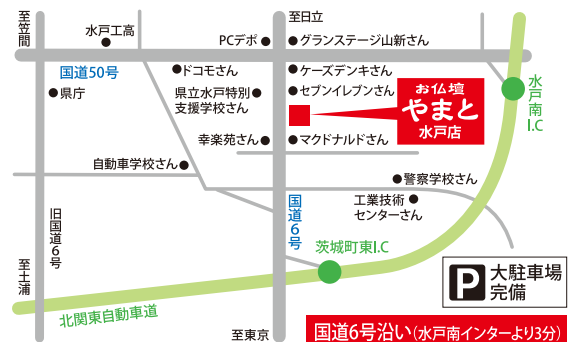 至笠間
水戸工高
至日立
PCデポ
グランステージ山新さん
国道50号
ドコモさん
ケーズデンキさん
県庁
県立水戸特別
支援学校さん
セブンイレブンさん
お仏壇
やまと
水戸店
水戸南I.C
幸楽苑さん
マクドナルドさん
自動車学校さん
警察学校さん
工業技術
センターさん
国道6号
旧国道6号
茨城町東I.C
至土浦
北関東自動車道
P
大駐車場
完備
至東京
国道6号沿い(水戸南インターより3分)